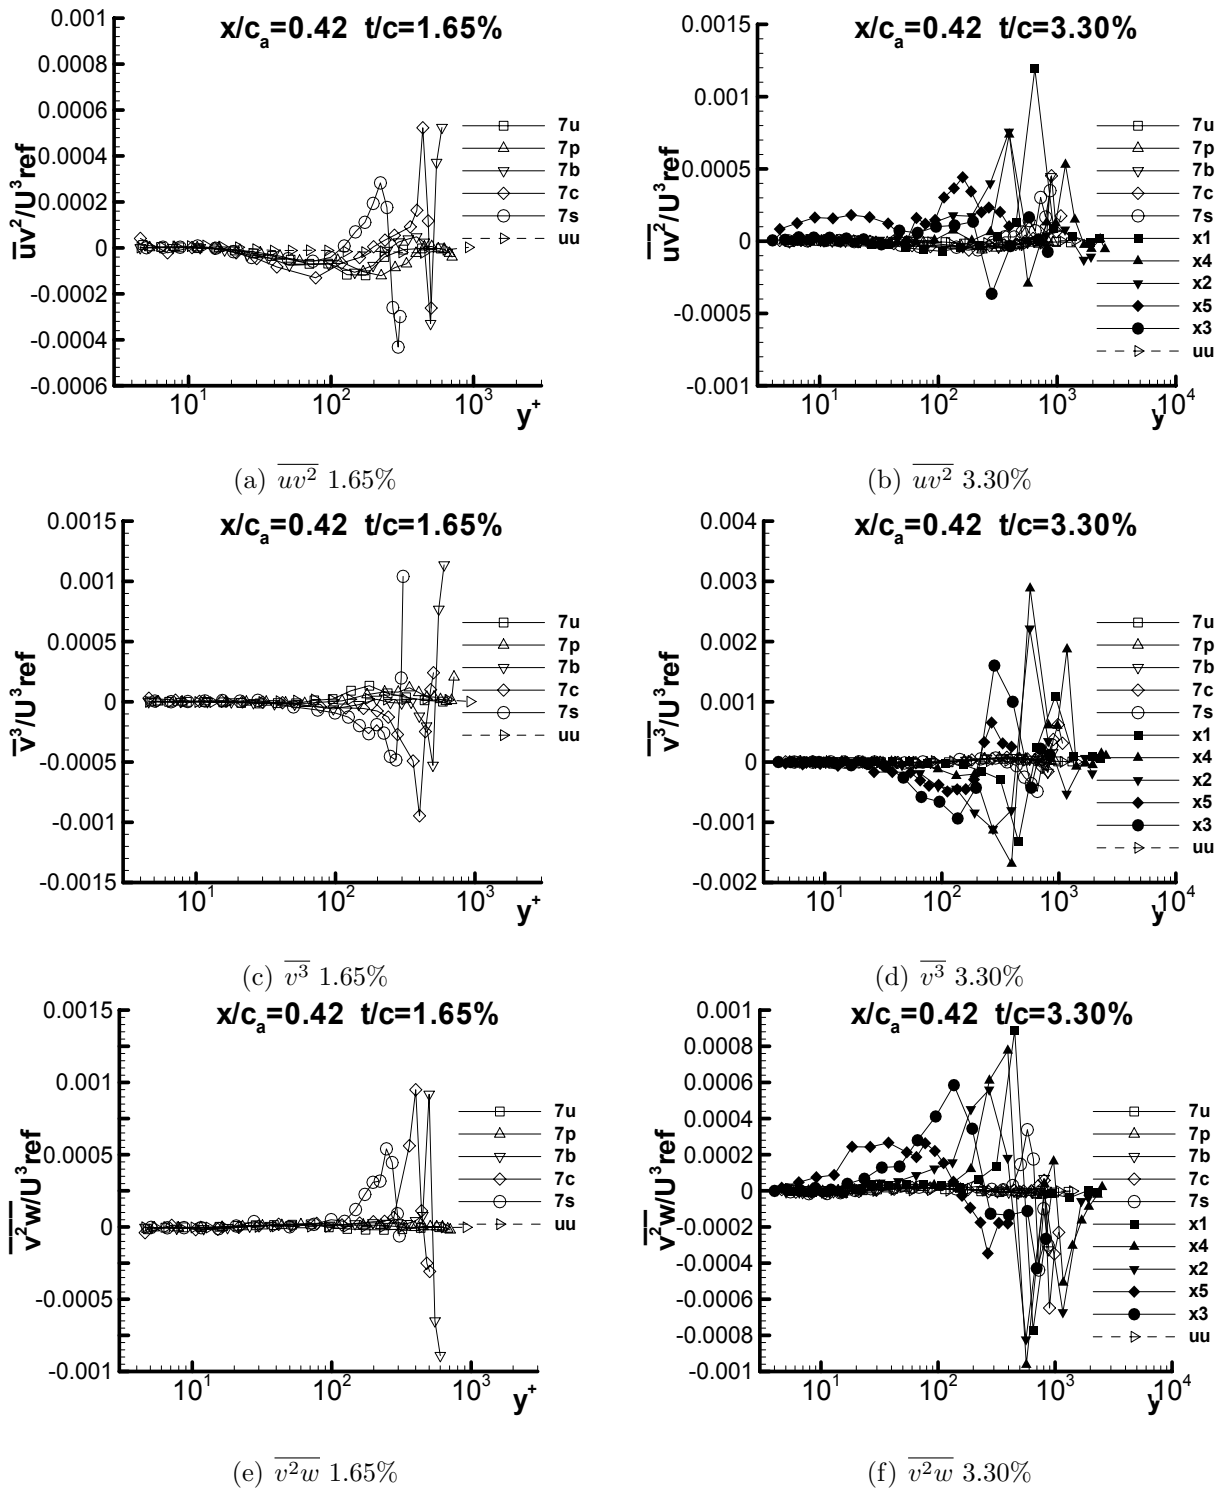 x/ca=0.42 t/c=1.65%
0.001
0.0008
0.0006
0.0004
0.0002
0
-0.0002
-0.0004
-0.0006
uv²/U³ref
7u
7p
7b
7c
7s
uu
10¹
10²
10³
y⁺
(a) uv² 1.65%
x/ca=0.42 t/c=3.30%
0.0015
0.001
0.0005
0
-0.0005
-0.001
uv²/U³ref
7u
7p
7b
7c
7s
x1
x4
x2
x5
x3
uu
10¹
10²
10³
10⁴
y
(b) uv² 3.30%
x/ca=0.42 t/c=1.65%
0.0015
0.001
0.0005
0
-0.0005
-0.001
-0.0015
v³/U³ref
7u
7p
7b
7c
7s
uu
10¹
10²
10³
y⁺
(c) v³ 1.65%
x/ca=0.42 t/c=3.30%
0.004
0.003
0.002
0.001
0
-0.001
-0.002
v³/U³ref
7u
7p
7b
7c
7s
x1
x4
x2
x5
x3
uu
10¹
10²
10³
10⁴
y
(d) v³ 3.30%
x/ca=0.42 t/c=1.65%
0.0015
0.001
0.0005
0
-0.0005
-0.001
v²w/U³ref
7u
7p
7b
7c
7s
uu
10¹
10²
10³
y⁺
(e) v²w 1.65%
x/ca=0.42 t/c=3.30%
0.001
0.0008
0.0006
0.0004
0.0002
0
-0.0002
-0.0004
-0.0006
-0.0008
-0.001
v²w/U³ref
7u
7p
7b
7c
7s
x1
x4
x2
x5
x3
uu
10¹
10²
10³
10⁴
y
(f) v²w 3.30%